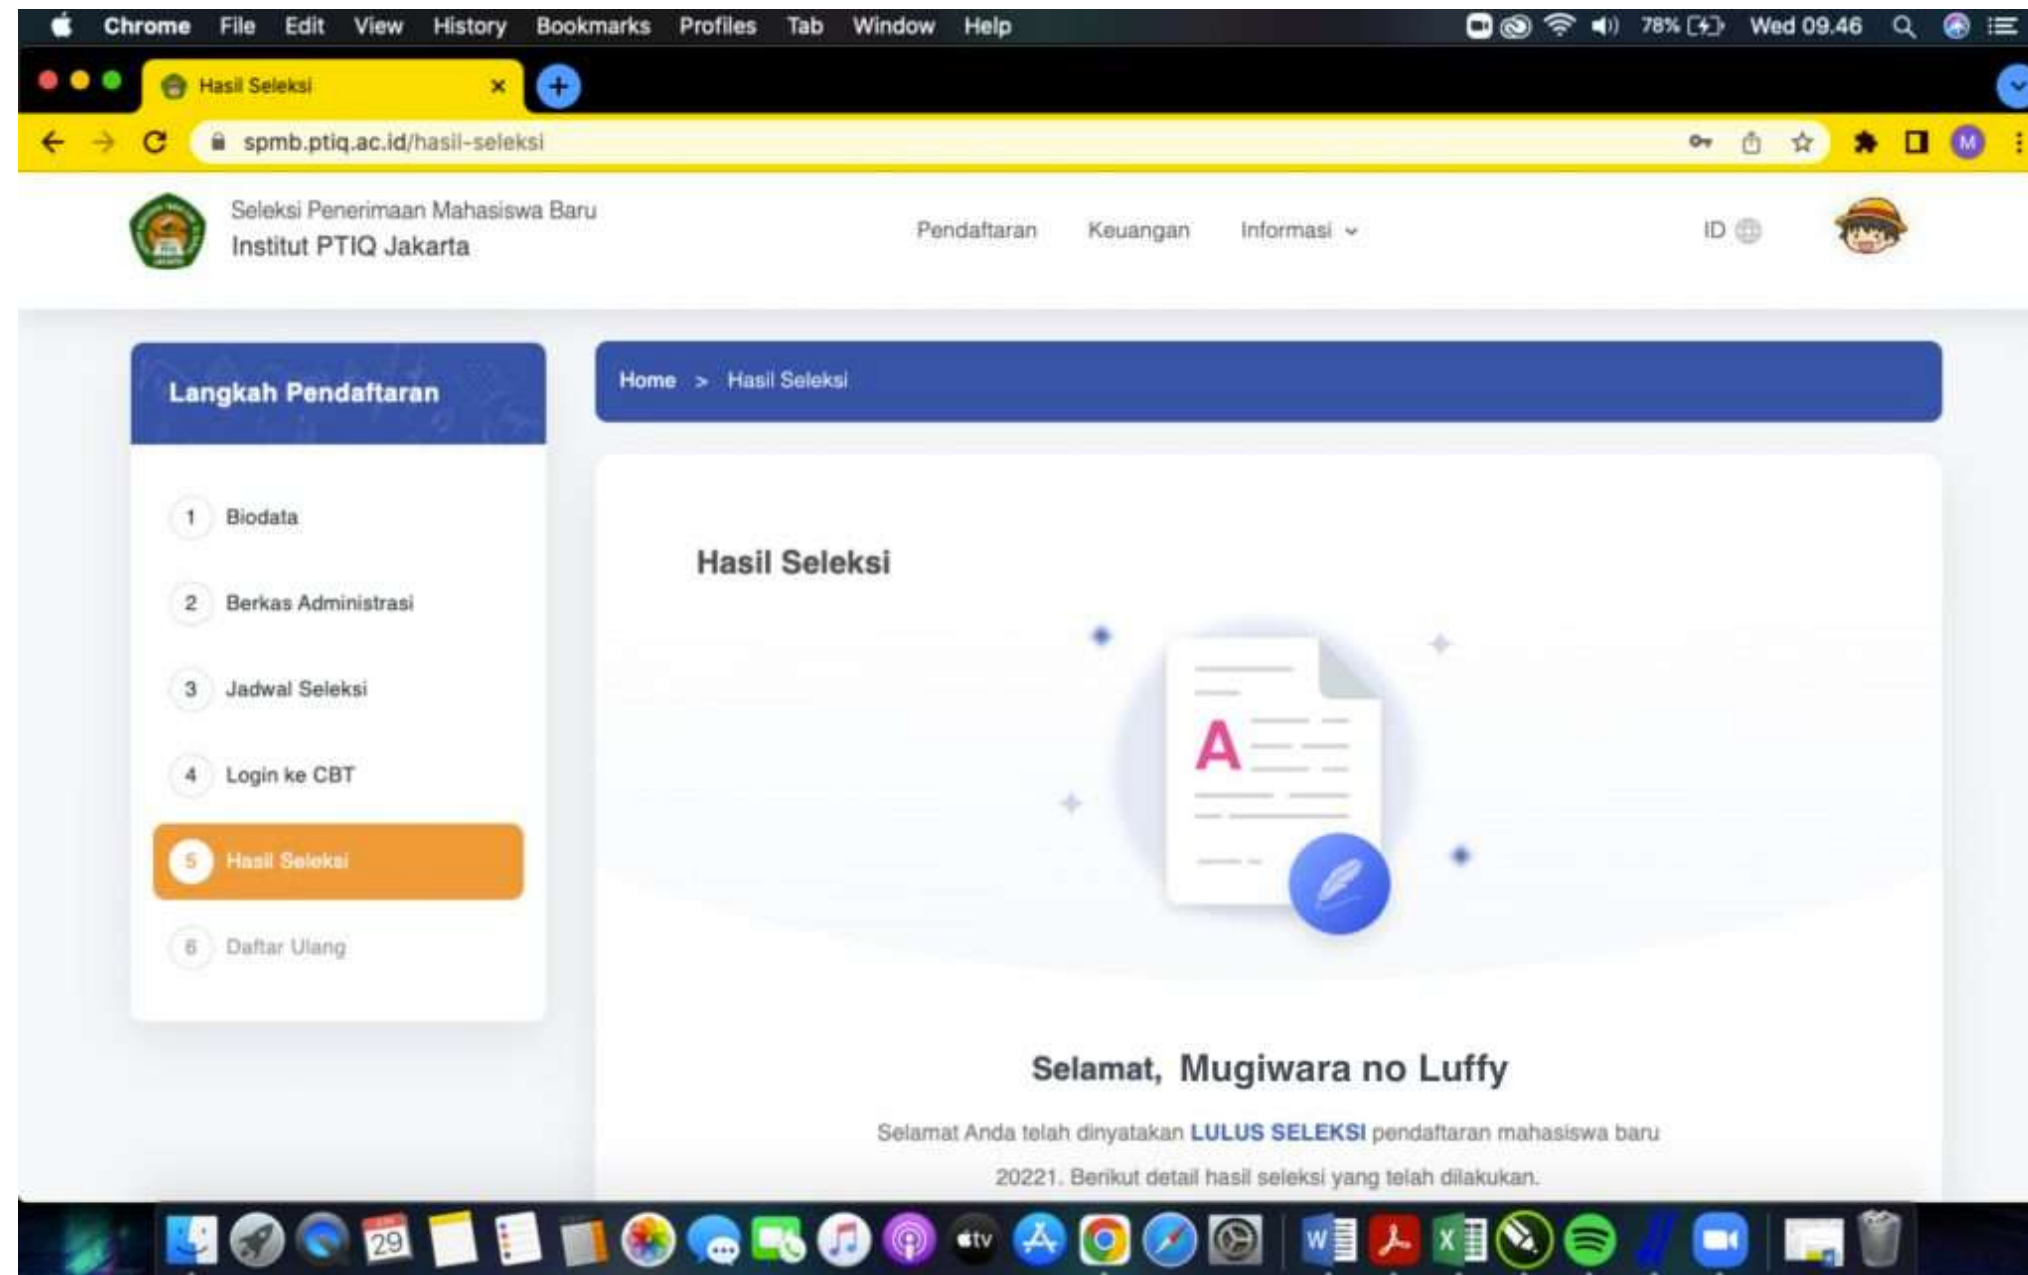 Chrome File Edit View History Bookmarks Profiles Tab Window Help 78% Wed 09.46
Hasil Seleksi
spmb.ptiq.ac.id/hasil-seleksi
M
Seleksi Penerimaan Mahasiswa Baru
Institut PTIQ Jakarta
Pendaftaran Keuangan Informasi ID
Langkah Pendaftaran
1 Biodata
2 Berkas Administrasi
3 Jadwal Seleksi
4 Login ke CBT
5 Hasil Seleksi
6 Daftar Ulang
Home > Hasil Seleksi
Hasil Seleksi
A
Selamat, Mugiwara no Luffy
Selamat Anda telah dinyatakan LULUS SELEKSI pendaftaran mahasiswa baru
20221. Berikut detail hasil seleksi yang telah dilakukan.
29 tv W X